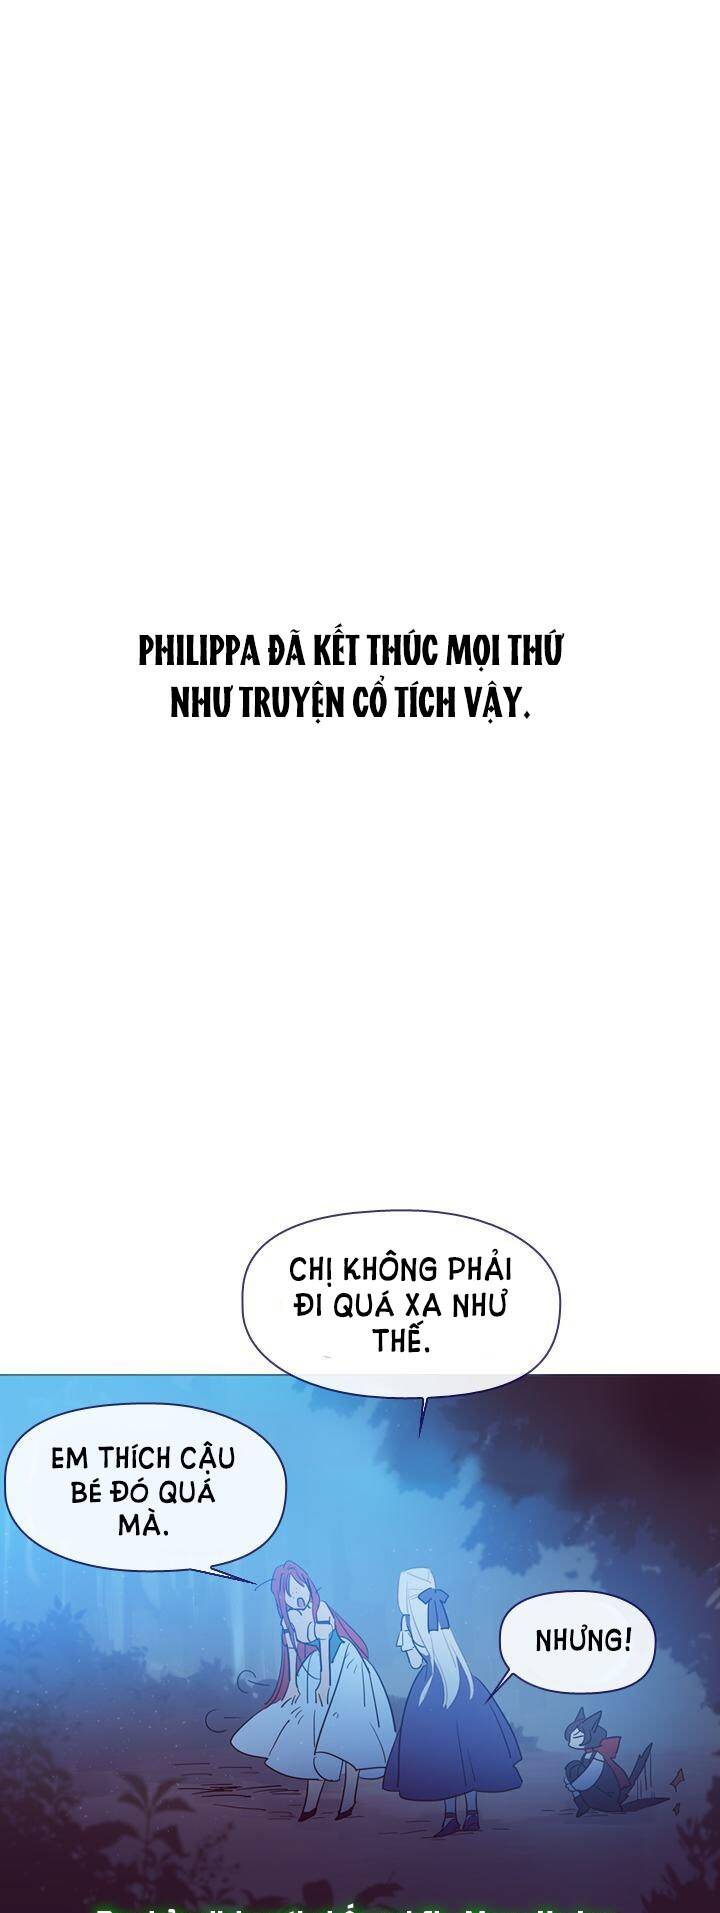 PHILIPPA ĐÃ KẾT THÚC MỌI THỨ
NHƯ TRUYỆN CỔ TÍCH VẬY.
CHỊ KHÔNG PHẢI
ĐI QUÁ XA NHƯ
THẾ.
EM THÍCH CẬU
BÉ ĐÓ QUÁ
MÀ.
NHƯNG!